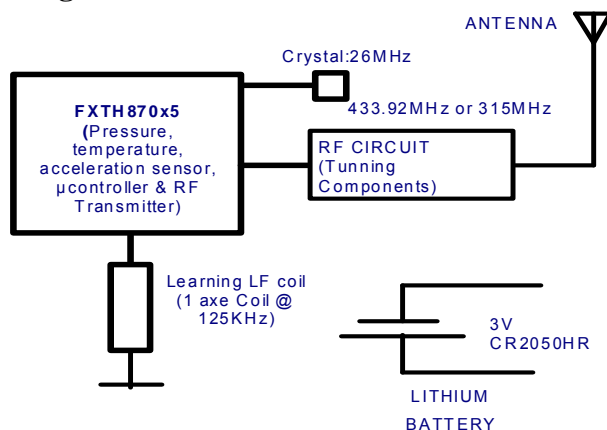 ANTENNA
Crystal:26MHz
FXTH870x5
(Pressure,
temperature,
acceleration sensor,
µcontroller & RF
Transmitter)
433.92MHz or 315MHz
RF CIRCUIT
(Tunning
Components)
Learning LF coil
(1 axe Coil @
125KHz)
3V
CR2050HR
LITHIUM
BATTERY